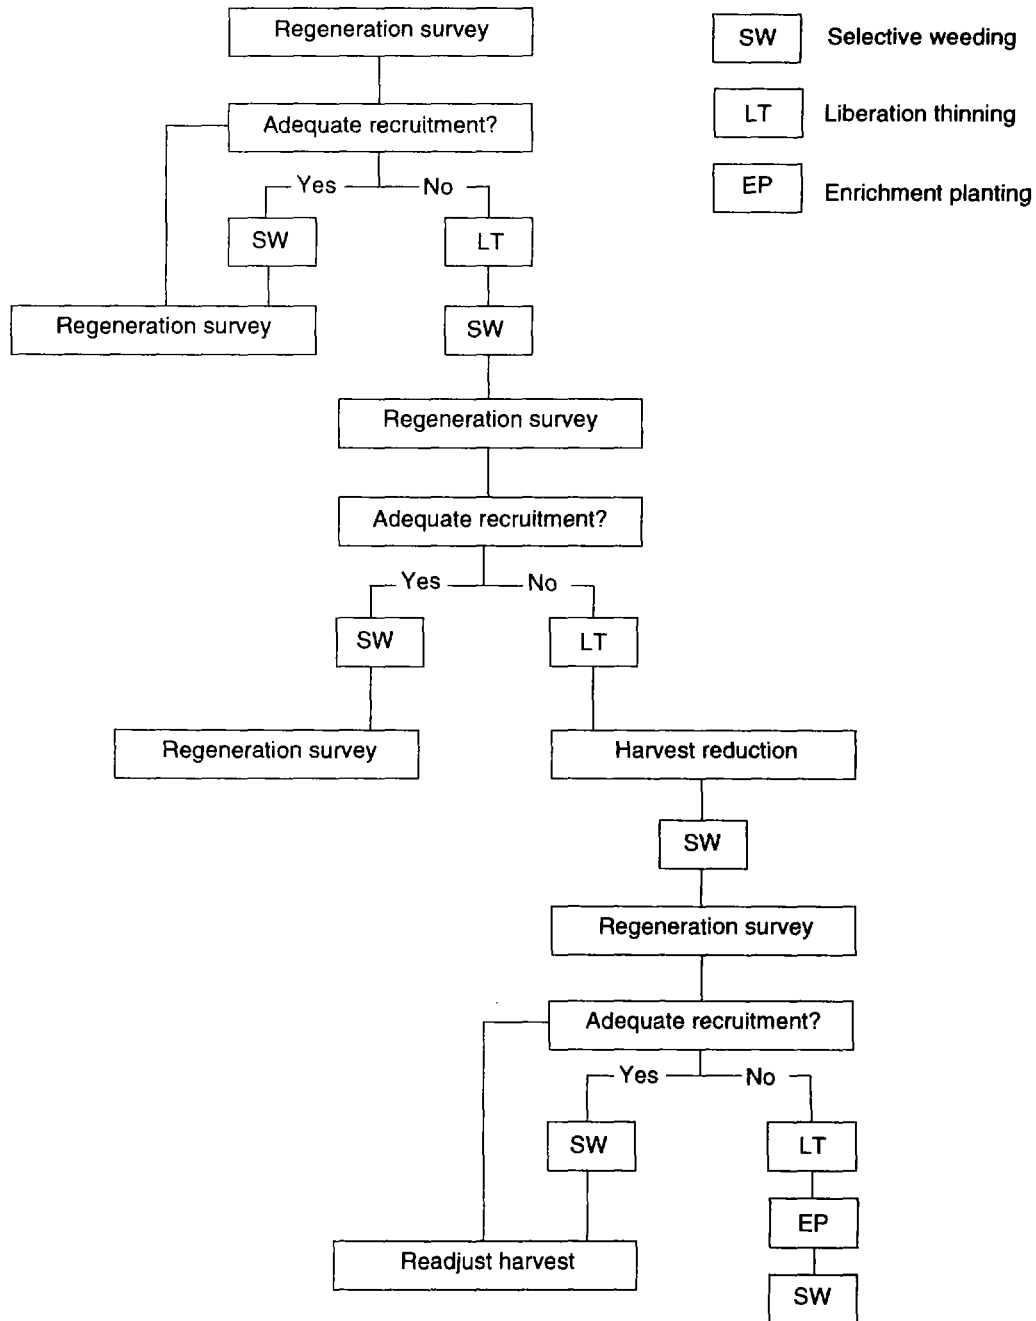 Regeneration survey
SW Selective weeding
Adequate recruitment?
LT Liberation thinning
Yes No
EP Enrichment planting
SW LT
Regeneration survey SW
Regeneration survey
Adequate recruitment?
Yes No
SW LT
Regeneration survey Harvest reduction
SW
Regeneration survey
Adequate recruitment?
Yes No
SW LT
EP
Readjust harvest
SW